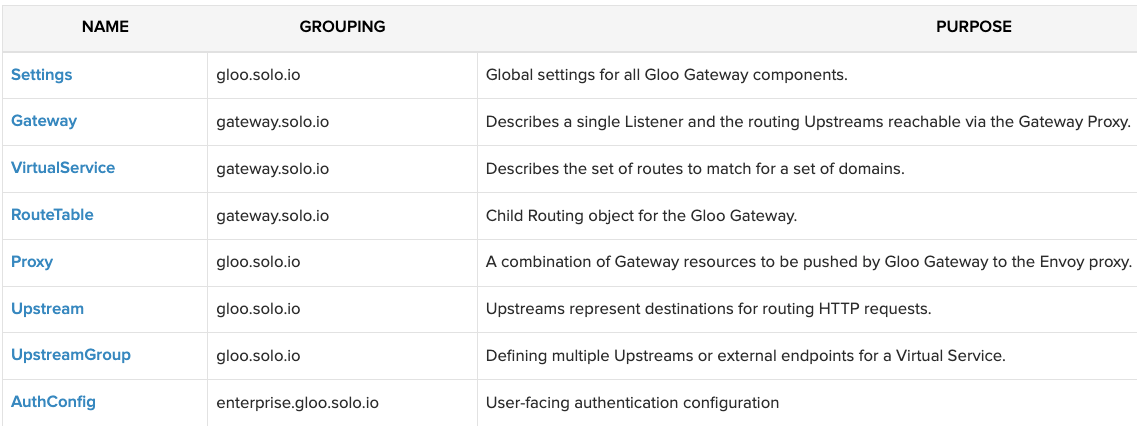 NAME GROUPING PURPOSE
Settings gloo.solo.io Global settings for all Gloo Gateway components.
Gateway gateway.solo.io Describes a single Listener and the routing Upstreams reachable via the Gateway Proxy.
VirtualService gateway.solo.io Describes the set of routes to match for a set of domains.
RouteTable gateway.solo.io Child Routing object for the Gloo Gateway.
Proxy gloo.solo.io A combination of Gateway resources to be pushed by Gloo Gateway to the Envoy proxy.
Upstream gloo.solo.io Upstreams represent destinations for routing HTTP requests.
UpstreamGroup gloo.solo.io Defining multiple Upstreams or external endpoints for a Virtual Service.
AuthConfig enterprise.gloo.solo.io User-facing authentication configuration